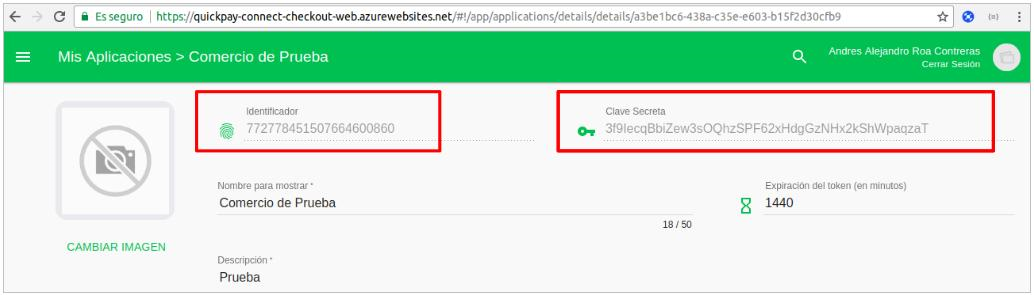 Es seguro https://quickpay-connect-checkout-web.azurewebsites.net/#!/app/applications/details/details/a3be1bc6-438a-c35e-e603-b15f2d30cfb9
Mis Aplicaciones > Comercio de Prueba
Andres Alejandro Roa Contreras
Cerrar Sesión
Identificador
772778451507664600860
Clave Secreta
3f9IecqBbiZew3sOQhzSPF62xHdgGzNHx2kShWpaqzaT
Nombre para mostrar *
Comercio de Prueba
18 / 50
Expiración del token (en minutos)
1440
CAMBIAR IMAGEN
Descripción *
Prueba